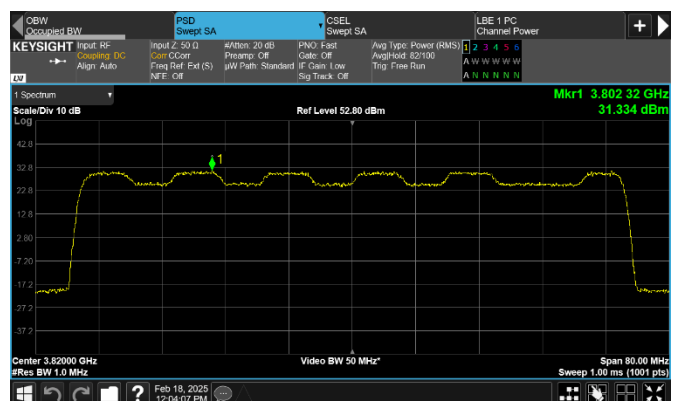 OBW
Occupied BW
PSD
Swept SA
CSEL
Swept SA
LBE 1 PC
Channel Power
KEYSIGHT
Input: RF
Coupling: DC
Align: Auto
Input Z: 50 Ω
Corr CCorr
Freq Ref: Ext (S)
NFE: Off
#Atten: 20 dB
Preamp: Off
µW Path: Standard
PNO: Fast
Gate: Off
IF Gain: Low
Sig Track: Off
Avg Type: Power (RMS)
Avg|Hold: 82/100
Trig: Free Run
1 2 3 4 5 6
A W W W W W
A N N N N N
LXI
1 Spectrum
Scale/Div 10 dB
Log
Ref Level 52.80 dBm
Mkr1 3.802 32 GHz
31.334 dBm
1
42.8
32.8
22.8
12.8
2.80
-7.20
-17.2
-27.2
-37.2
Center 3.82000 GHz
#Res BW 1.0 MHz
Video BW 50 MHz*
Span 80.00 MHz
Sweep 1.00 ms (1001 pts)
?
Feb 18, 2025
12:04:07 PM